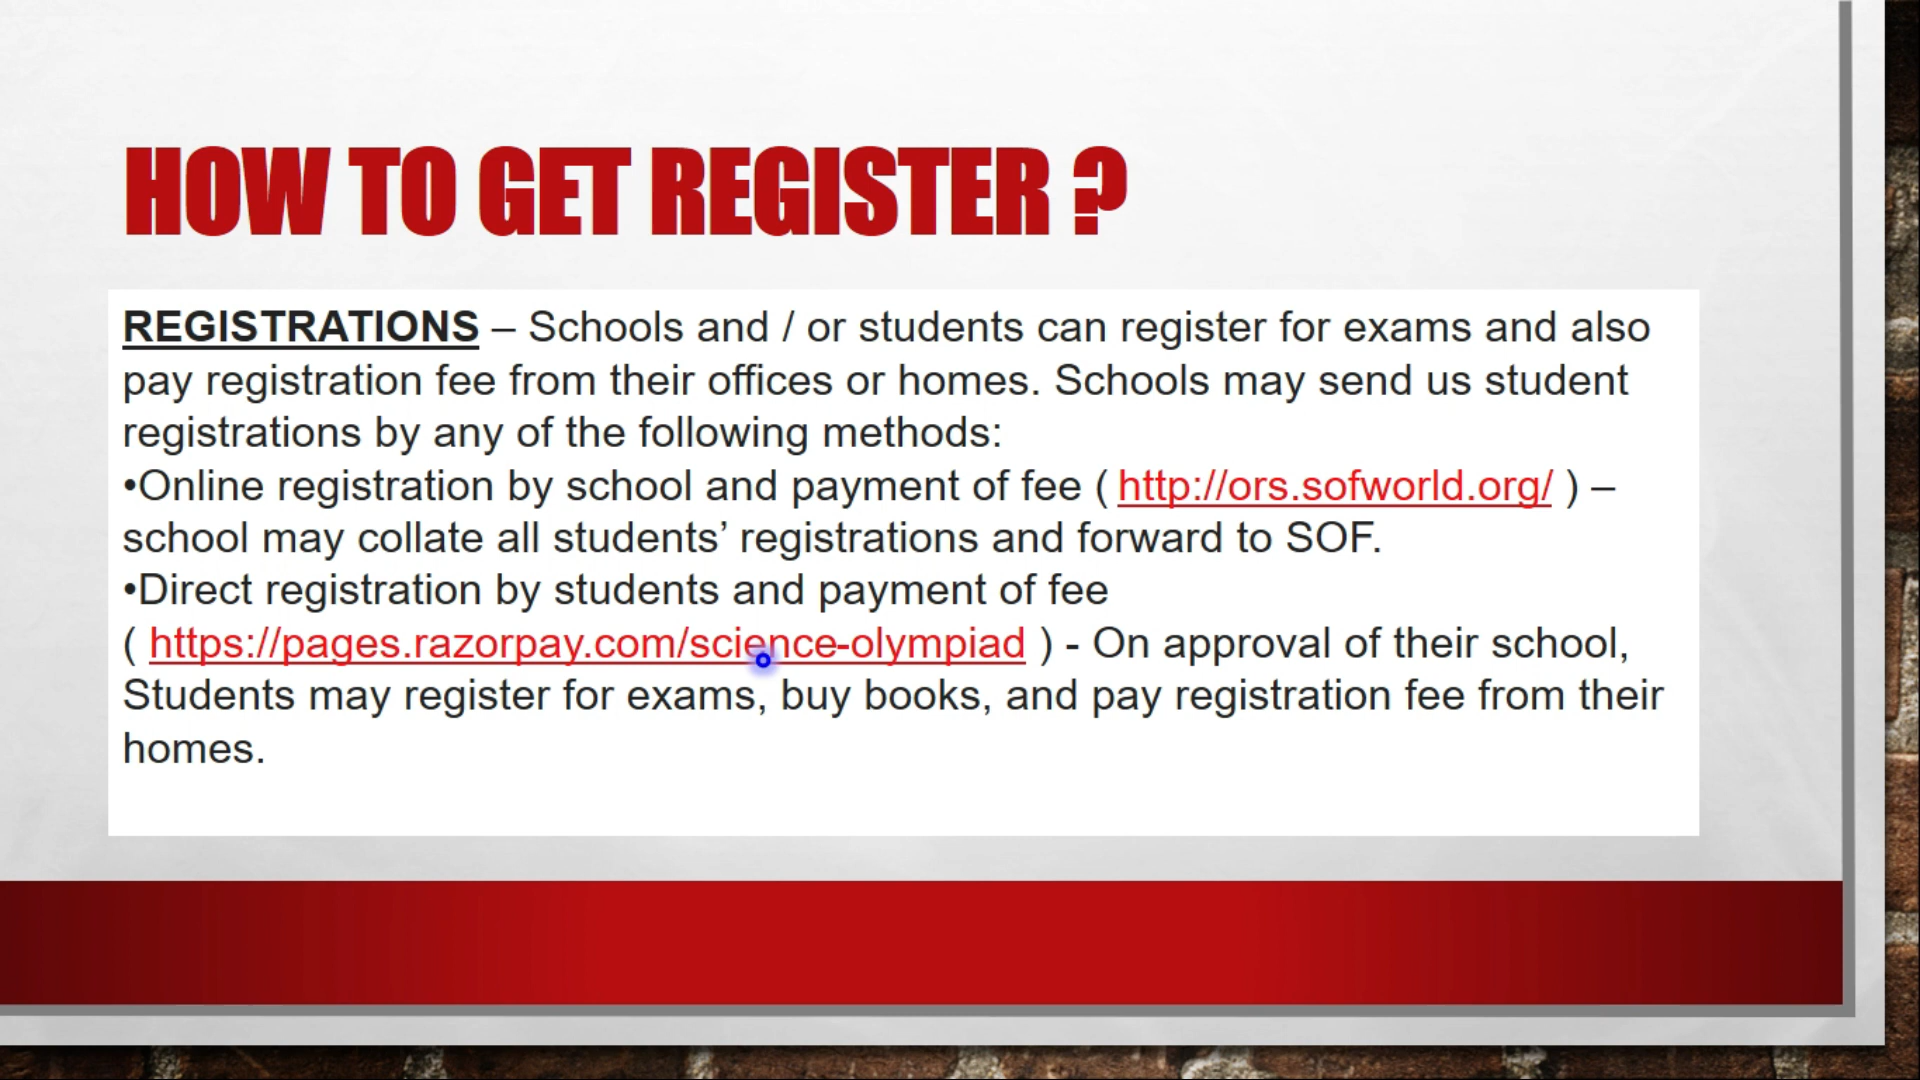 HOW TO GET REGISTER ?
REGISTRATIONS – Schools and / or students can register for exams and also
pay registration fee from their offices or homes. Schools may send us student
registrations by any of the following methods:
•Online registration by school and payment of fee ( http://ors.sofworld.org/ ) –
school may collate all students’ registrations and forward to SOF.
•Direct registration by students and payment of fee
( https://pages.razorpay.com/science-olympiad ) - On approval of their school,
Students may register for exams, buy books, and pay registration fee from their
homes.